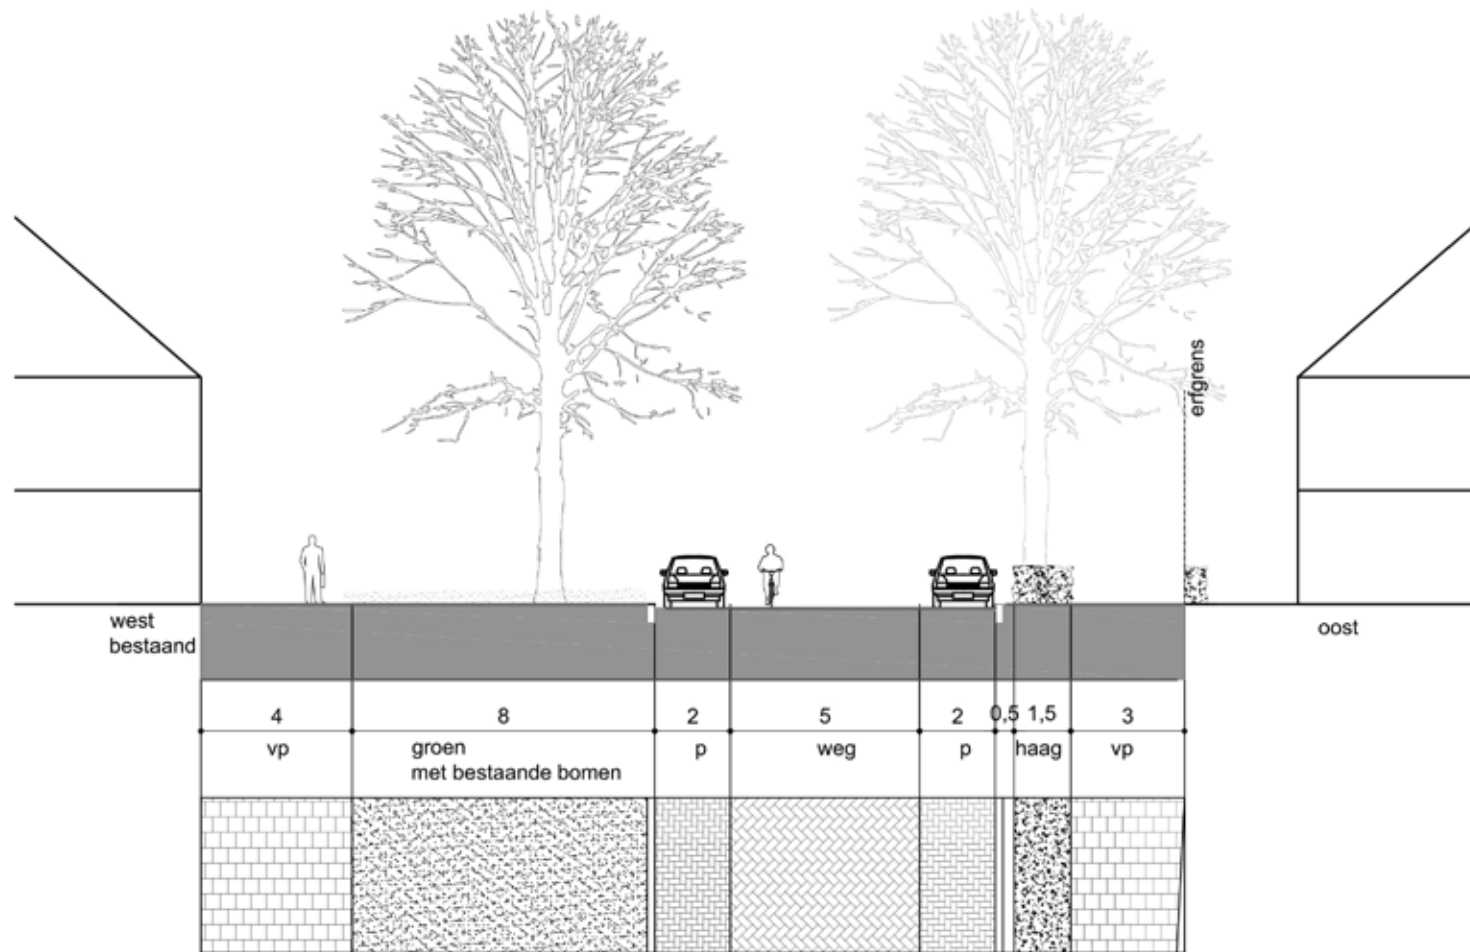 erfgrens
west
bestaand
oost
4 8 2 5 2 0,5 1,5 3
vp groen p weg p haag vp
met bestaande bomen